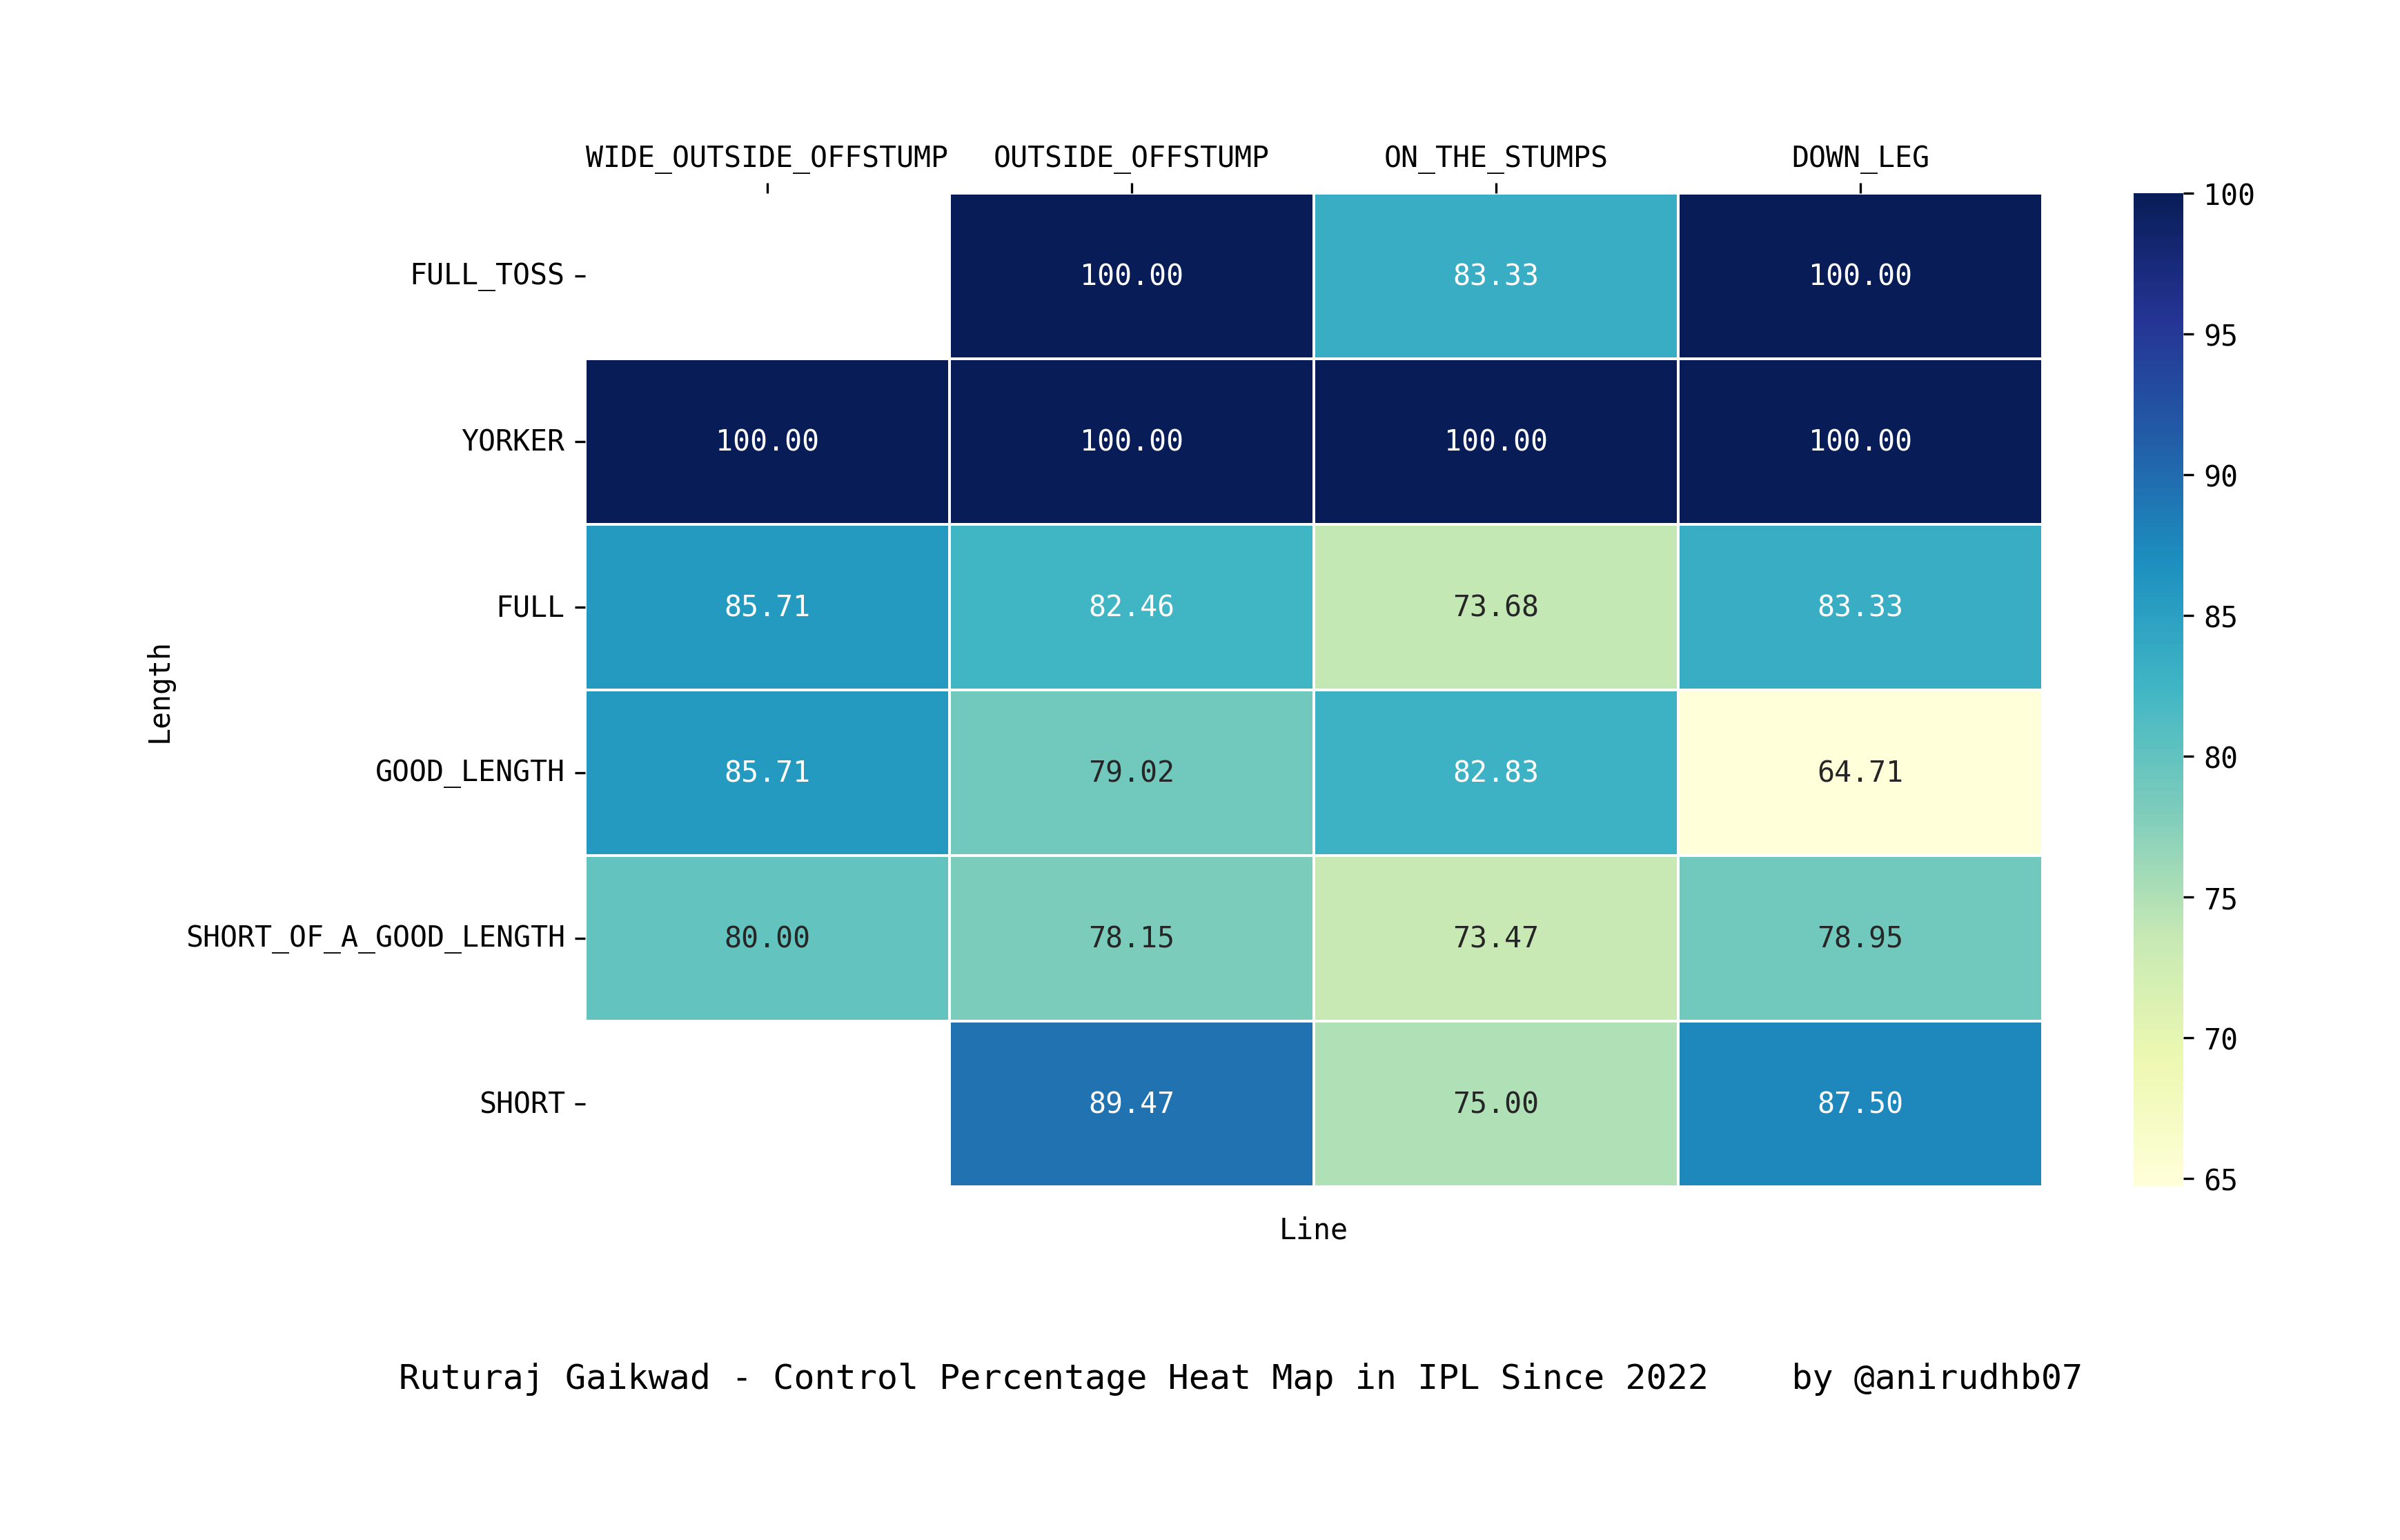 WIDE_OUTSIDE_OFFSTUMP OUTSIDE_OFFSTUMP ON_THE_STUMPS DOWN_LEG
FULL_TOSS 100.00 83.33 100.00
YORKER 100.00 100.00 100.00 100.00
FULL 85.71 82.46 73.68 83.33
GOOD_LENGTH 85.71 79.02 82.83 64.71
SHORT_OF_A_GOOD_LENGTH 80.00 78.15 73.47 78.95
SHORT 89.47 75.00 87.50
Length
Line
100
95
90
85
80
75
70
65
Ruturaj Gaikwad - Control Percentage Heat Map in IPL Since 2022 by @anirudhb07